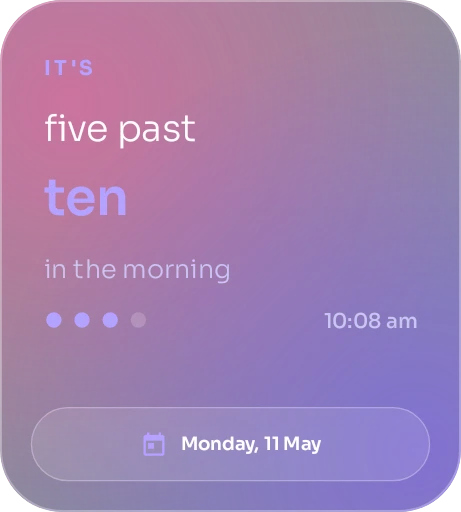 IT'S
five past
ten
in the morning
10:08 am
Monday, 11 May